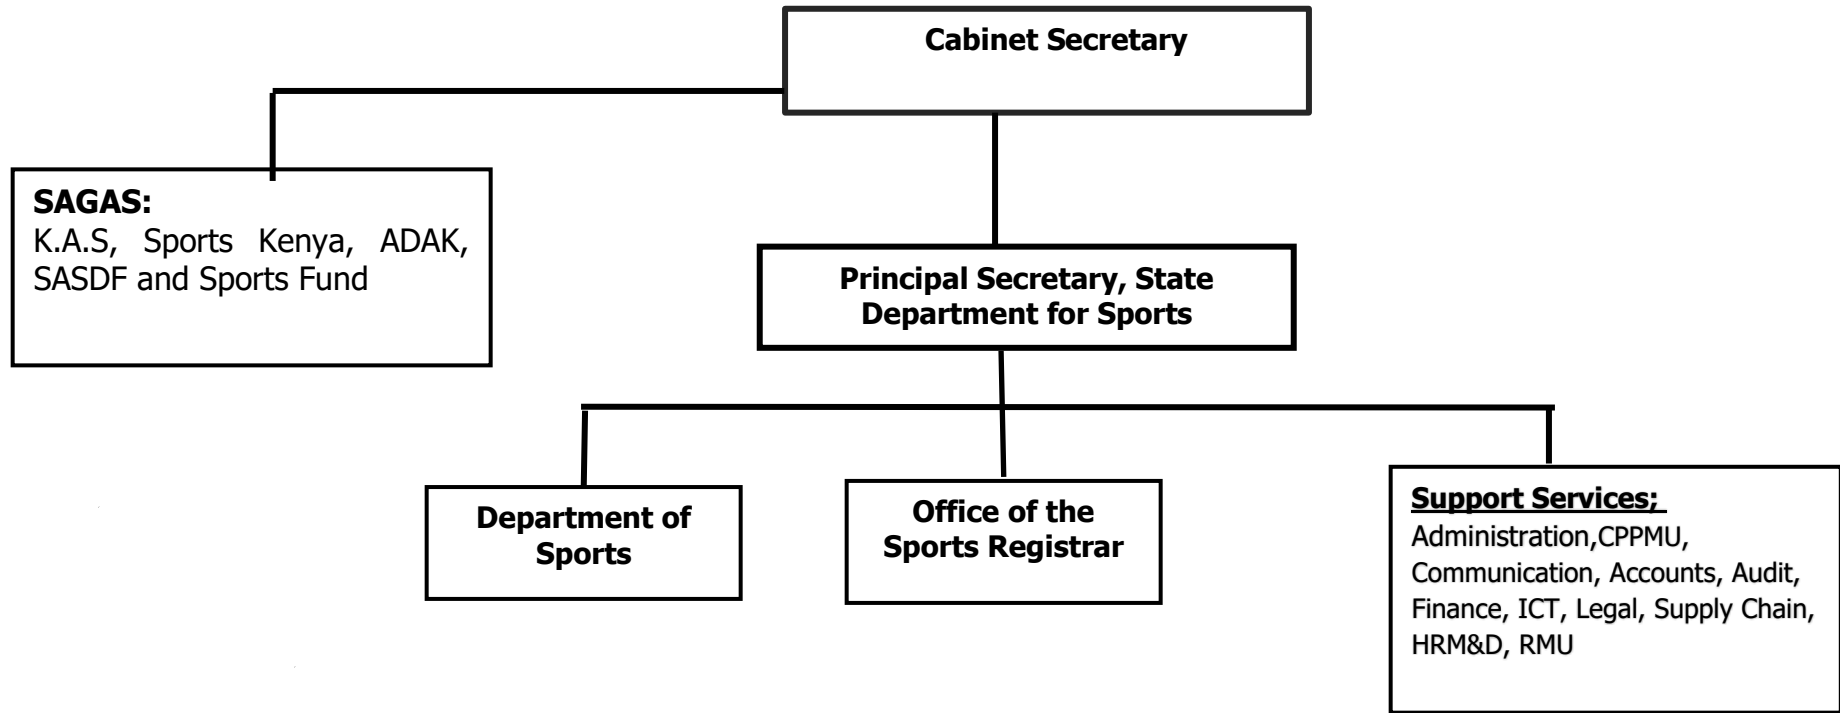 Cabinet Secretary
SAGAS:
K.A.S, Sports Kenya, ADAK,
SASDF and Sports Fund
Principal Secretary, State
Department for Sports
Department of
Sports
Office of the
Sports Registrar
Support Services;
Administration,CPPMU,
Communication, Accounts, Audit,
Finance, ICT, Legal, Supply Chain,
HRM&D, RMU